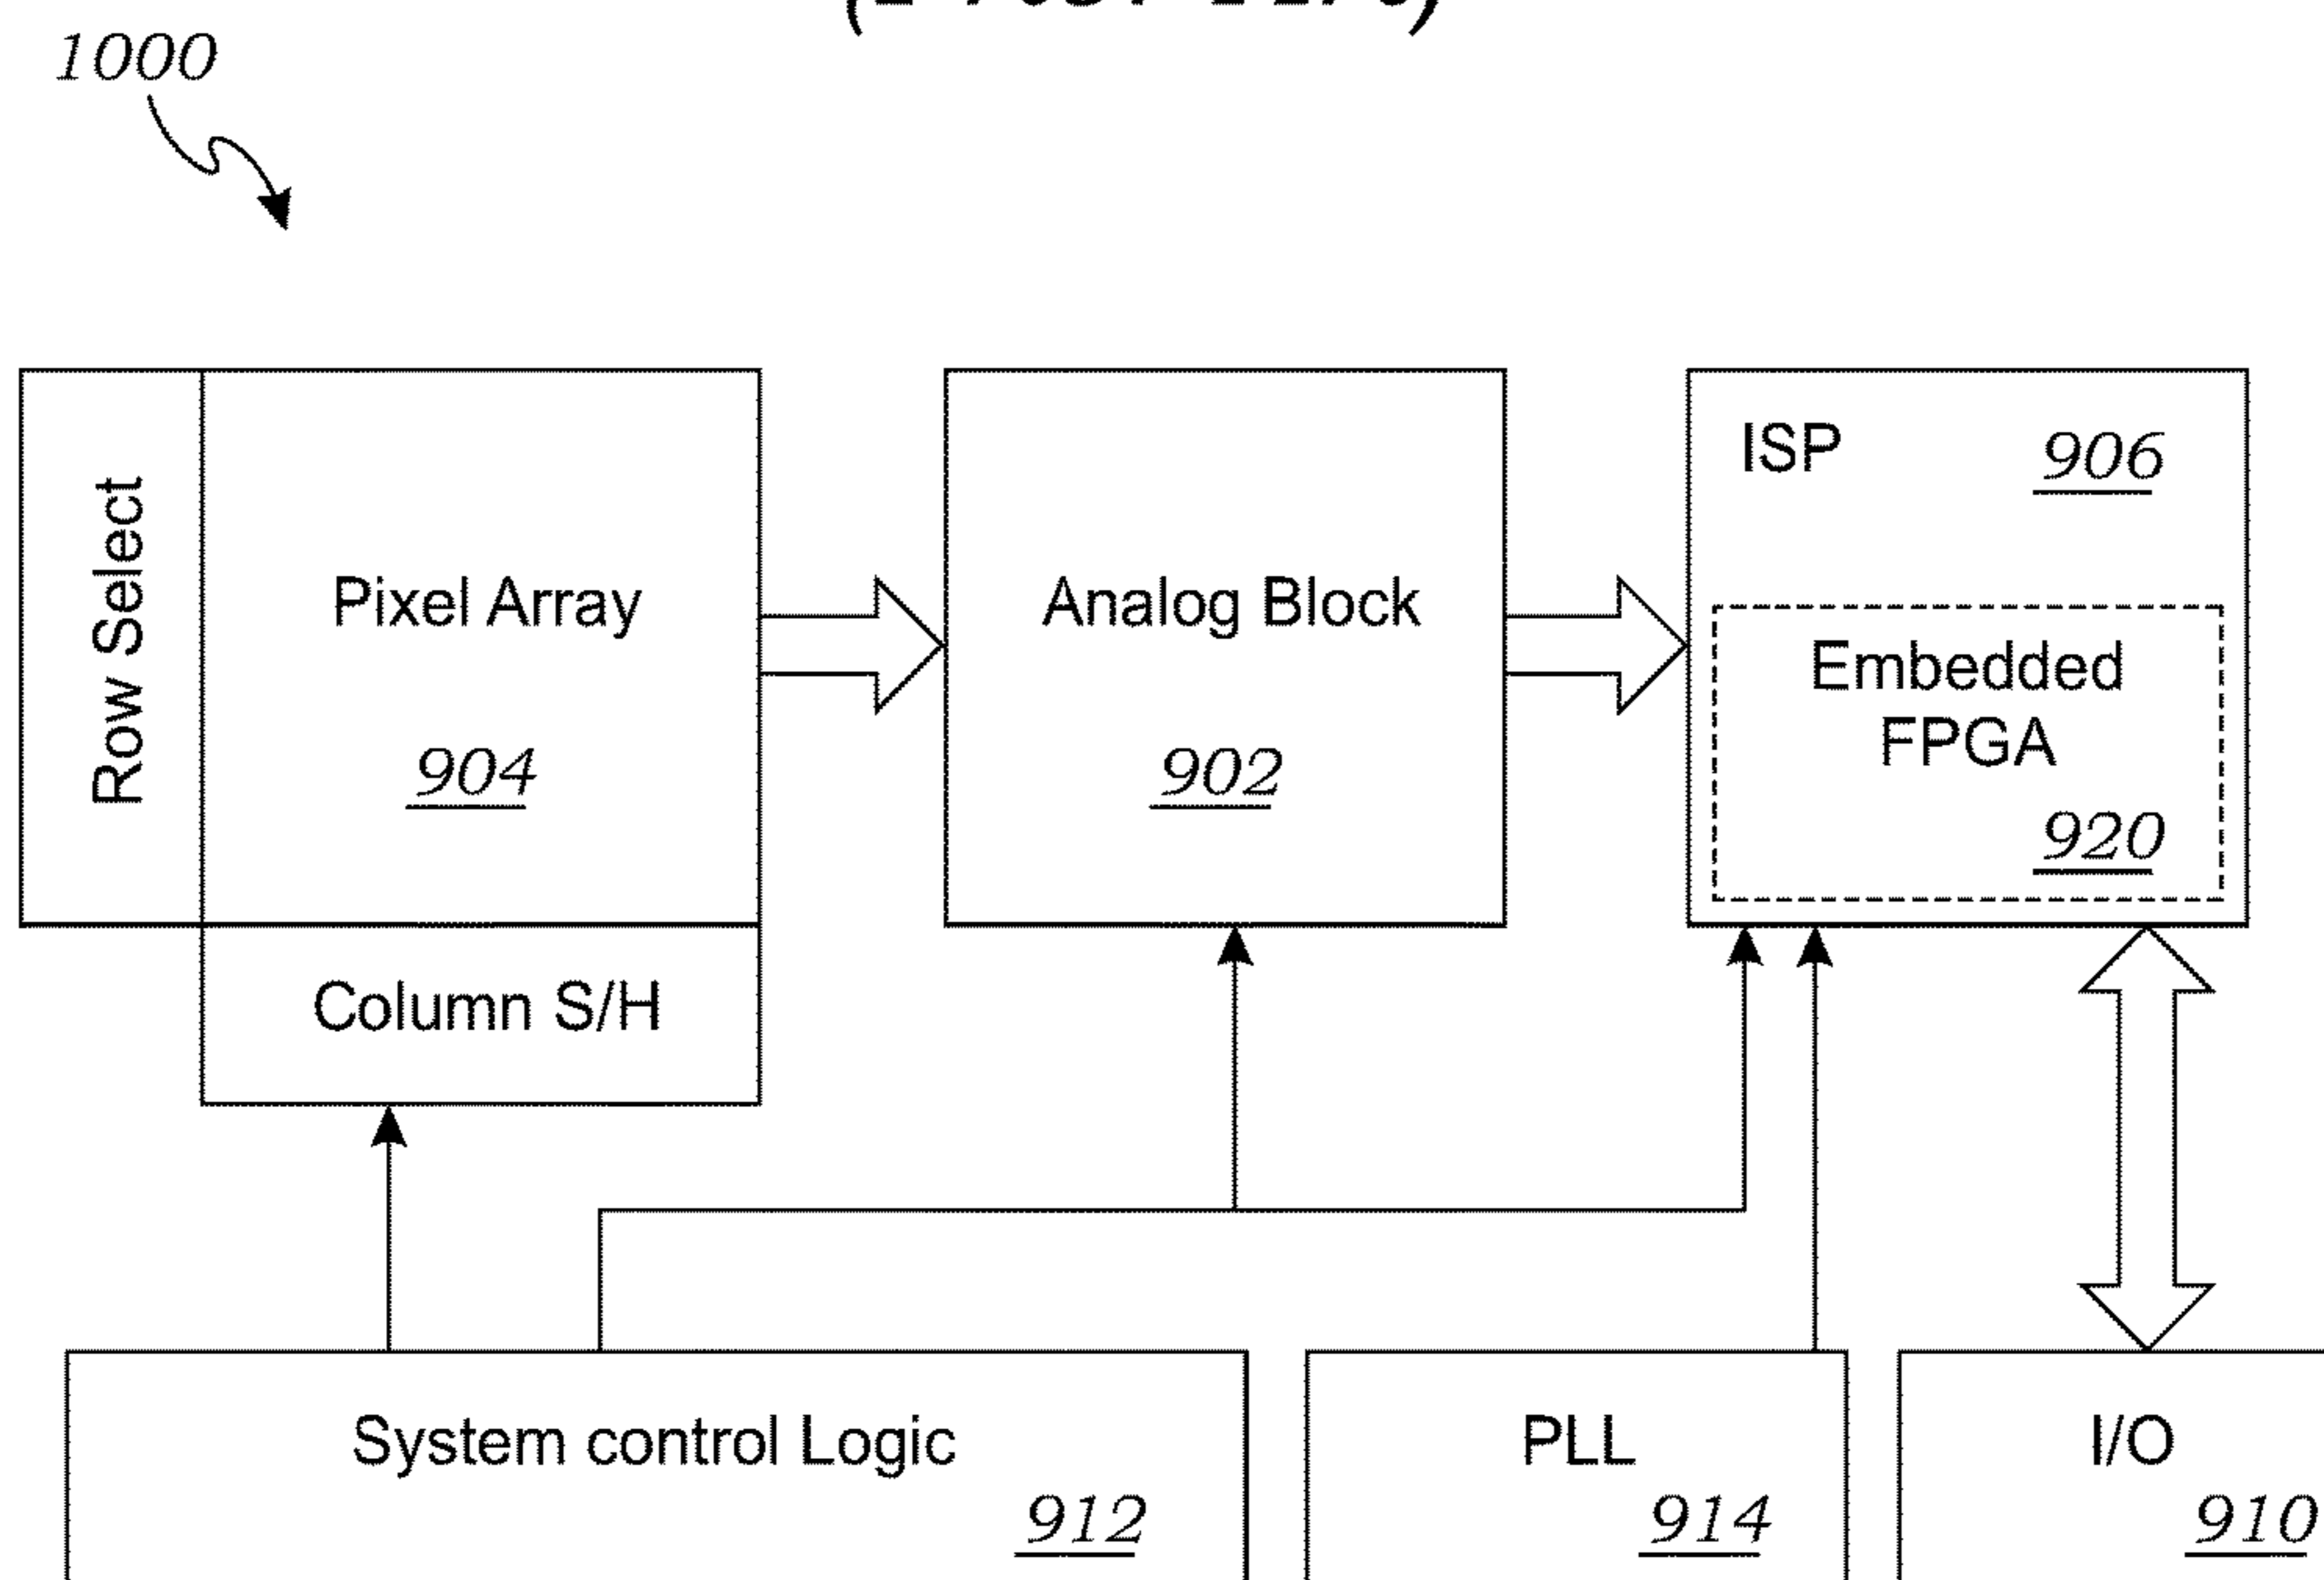 1000
Row Select
Pixel Array
904
Column S/H
Analog Block
902
ISP
906
Embedded
FPGA
920
System control Logic
912
PLL
914
I/O
910